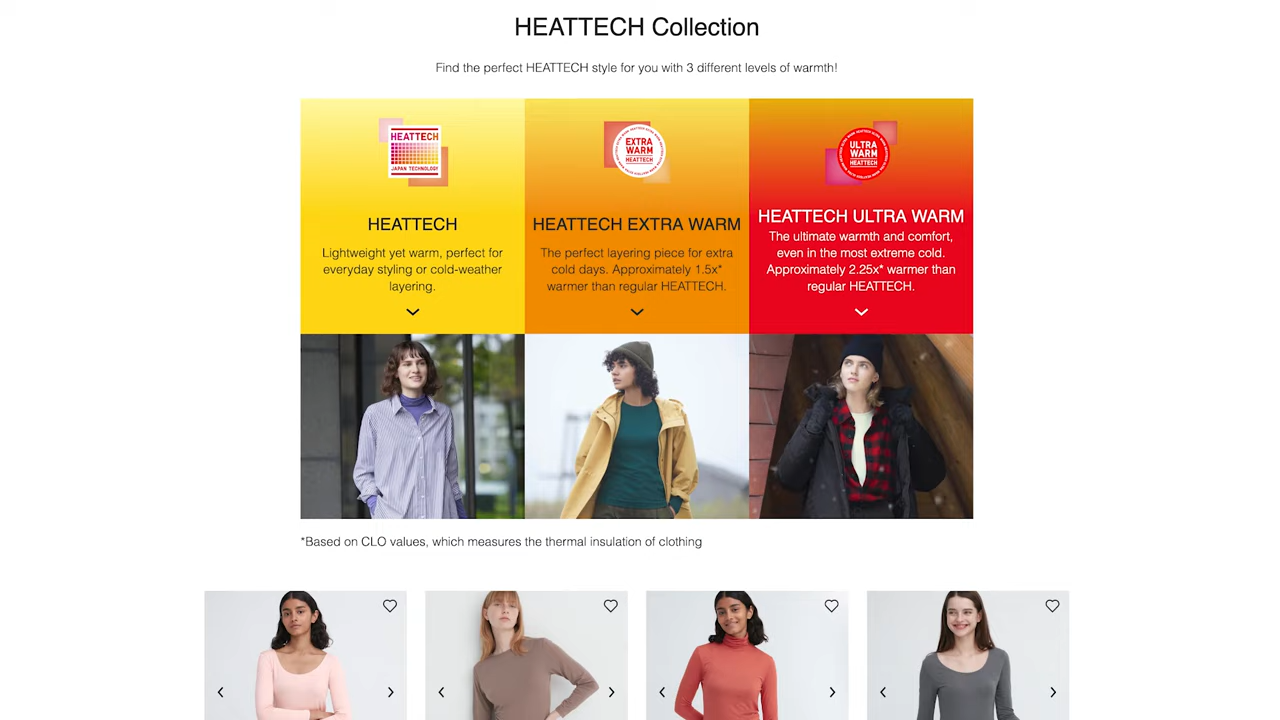 HEATTECH Collection
Find the perfect HEATTECH style for you with 3 different levels of warmth!
HEATTECH
JAPAN TECHNOLOGY
EXTRA
WARM
HEATTECH
ULTRA
WARM
HEATTECH
HEATTECH
Lightweight yet warm, perfect for
everyday styling or cold-weather
layering.
HEATTECH EXTRA WARM
The perfect layering piece for extra
cold days. Approximately 1.5x*
warmer than regular HEATTECH.
HEATTECH ULTRA WARM
The ultimate warmth and comfort,
even in the most extreme cold.
Approximately 2.25x* warmer than
regular HEATTECH.
*Based on CLO values, which measures the thermal insulation of clothing